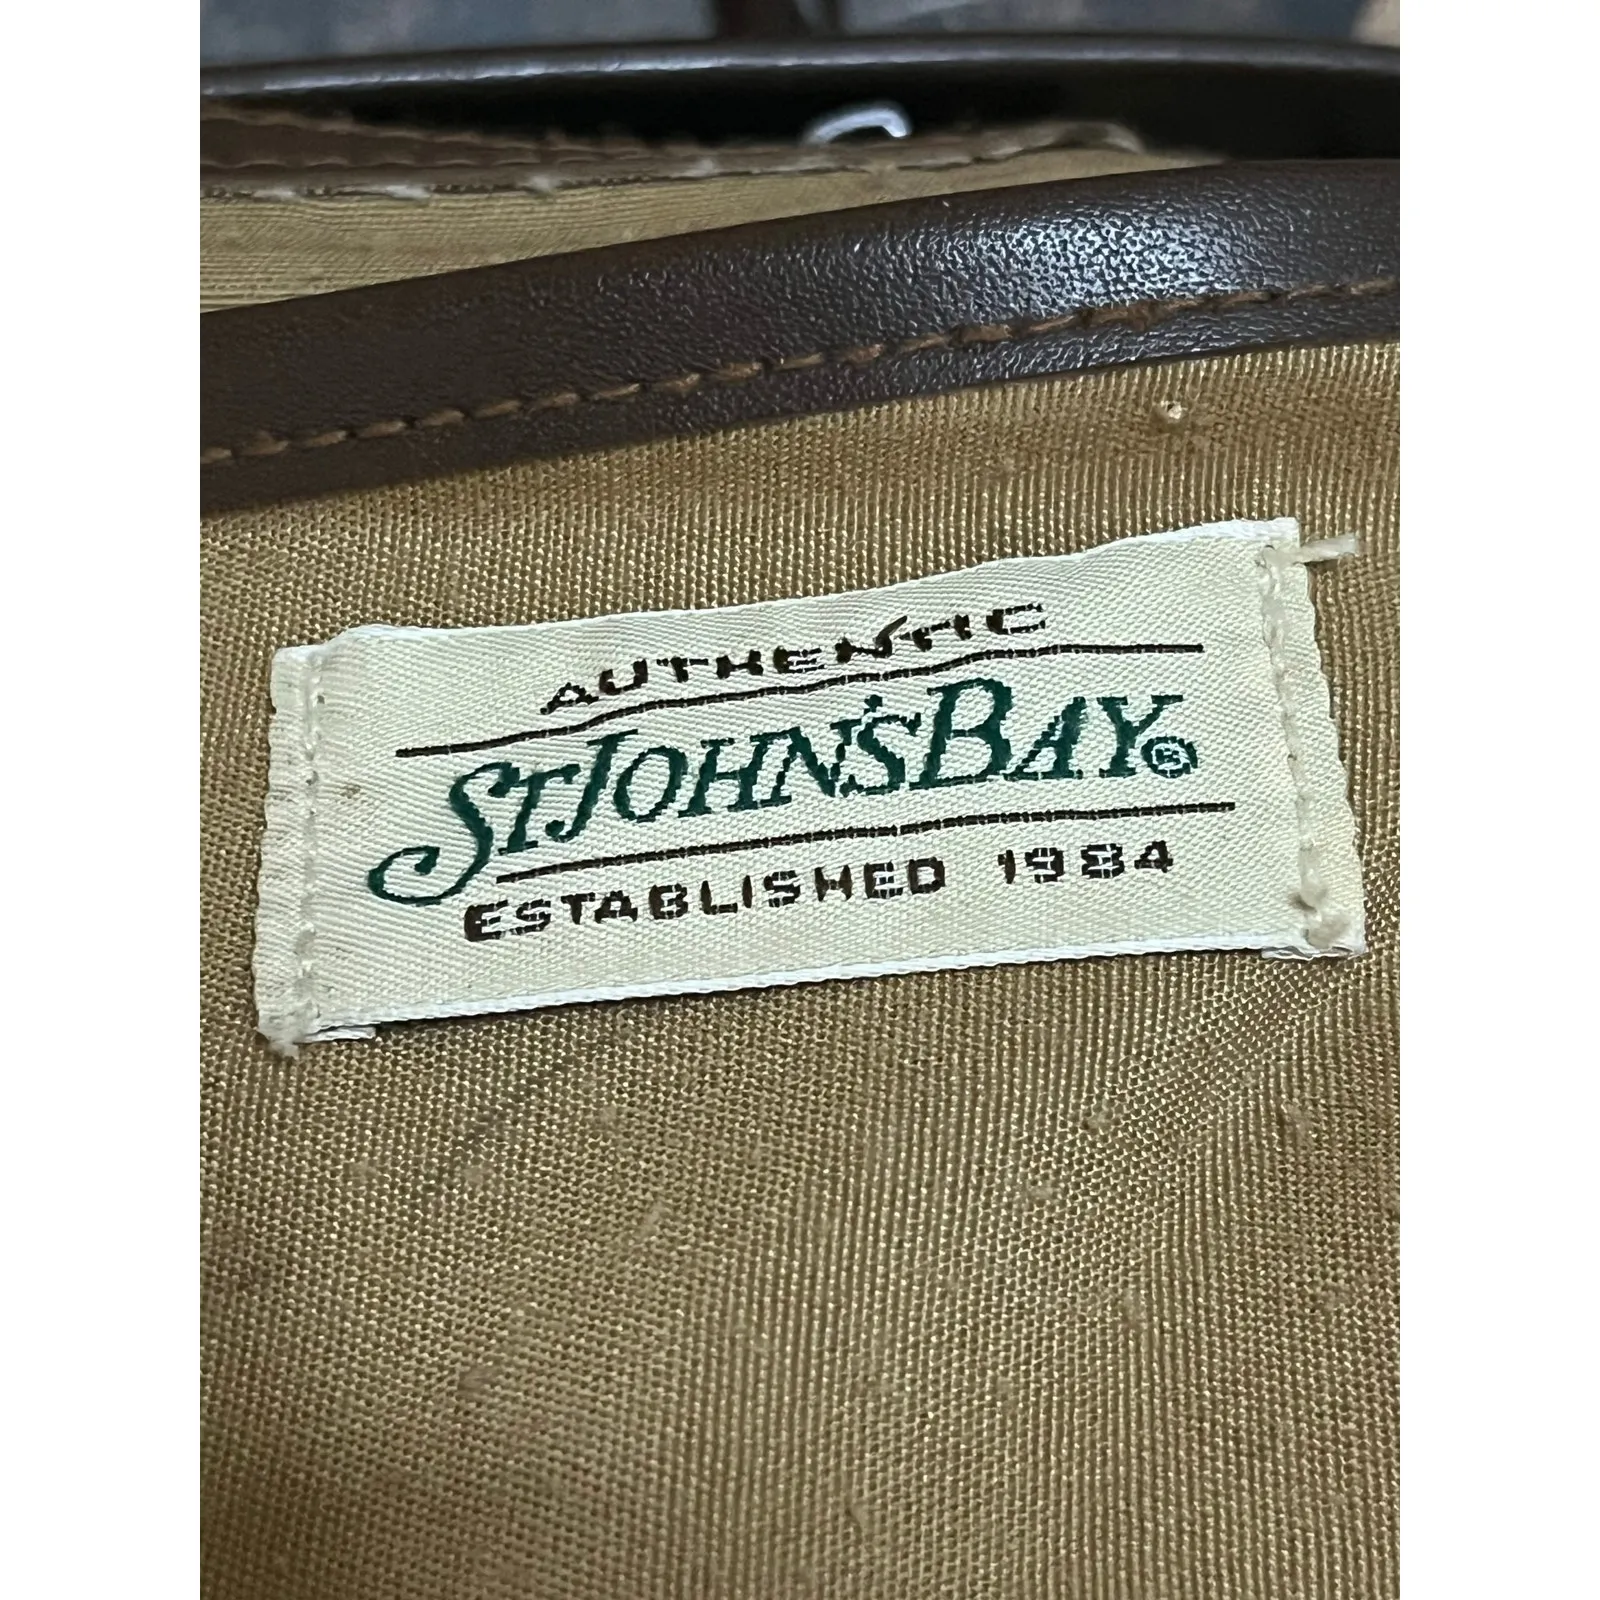 AUTHENTIC
ST JOHN'S BAY®
ESTABLISHED 1984